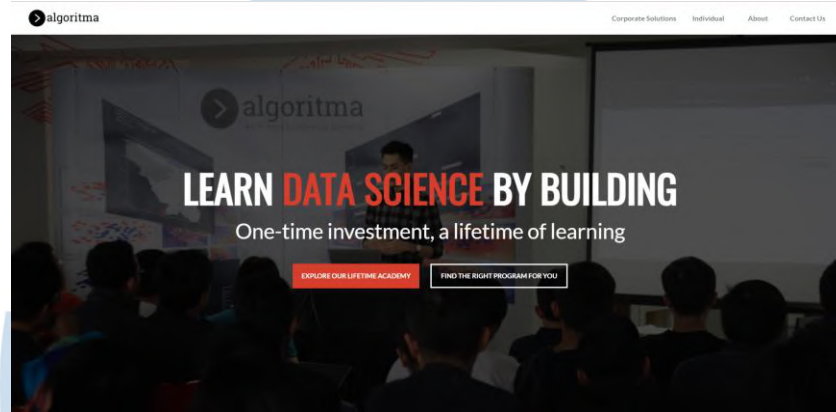 algoritma
Corporate Solutions Individual About Contact Us
algoritma
LEARN DATA SCIENCE BY BUILDING
One-time investment, a lifetime of learning
EXPLORE OUR LIFETIME ACADEMY FIND THE RIGHT PROGRAM FOR YOU